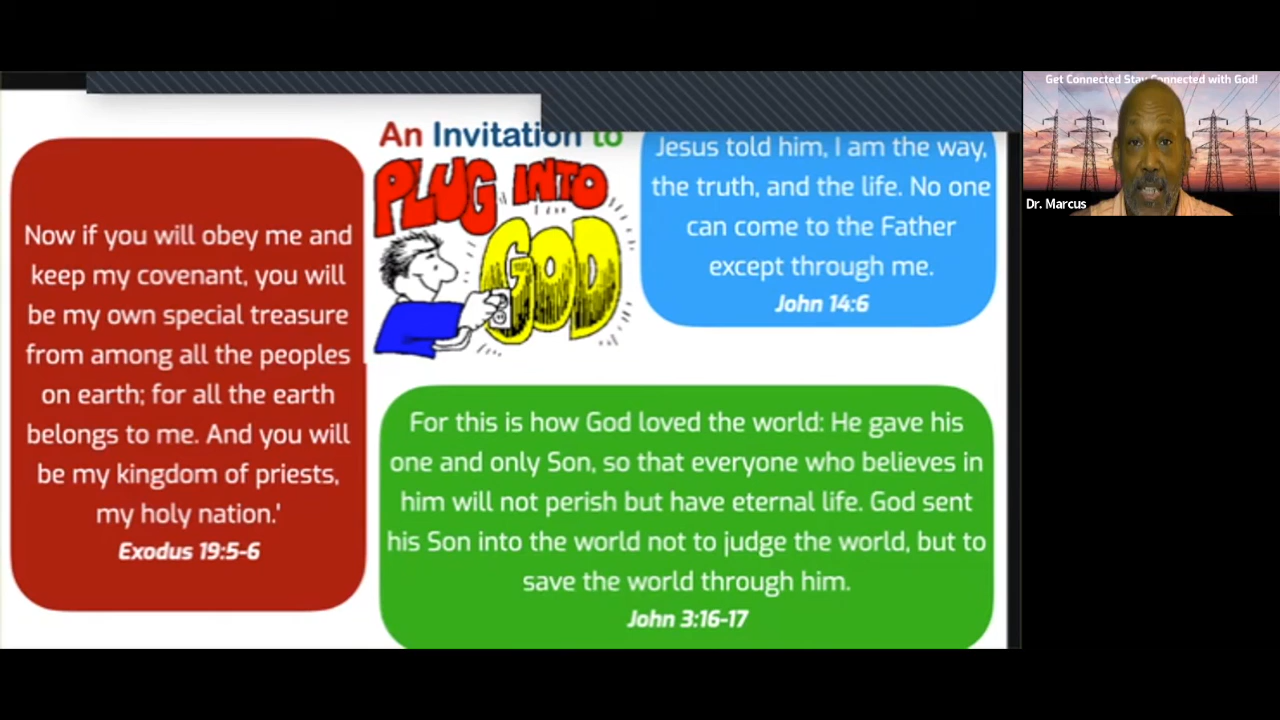 Now if you will obey me and
keep my covenant, you will
be my own special treasure
from among all the peoples
on earth; for all the earth
belongs to me. And you will
be my kingdom of priests,
my holy nation.'
Exodus 19:5-6
An Invitation to
PLUG INTO
GOD
Jesus told him, I am the way,
the truth, and the life. No one
can come to the Father
except through me.
John 14:6
For this is how God loved the world: He gave his
one and only Son, so that everyone who believes in
him will not perish but have eternal life. God sent
his Son into the world not to judge the world, but to
save the world through him.
John 3:16-17
Get Connected Stay Connected with God!
Dr. Marcus